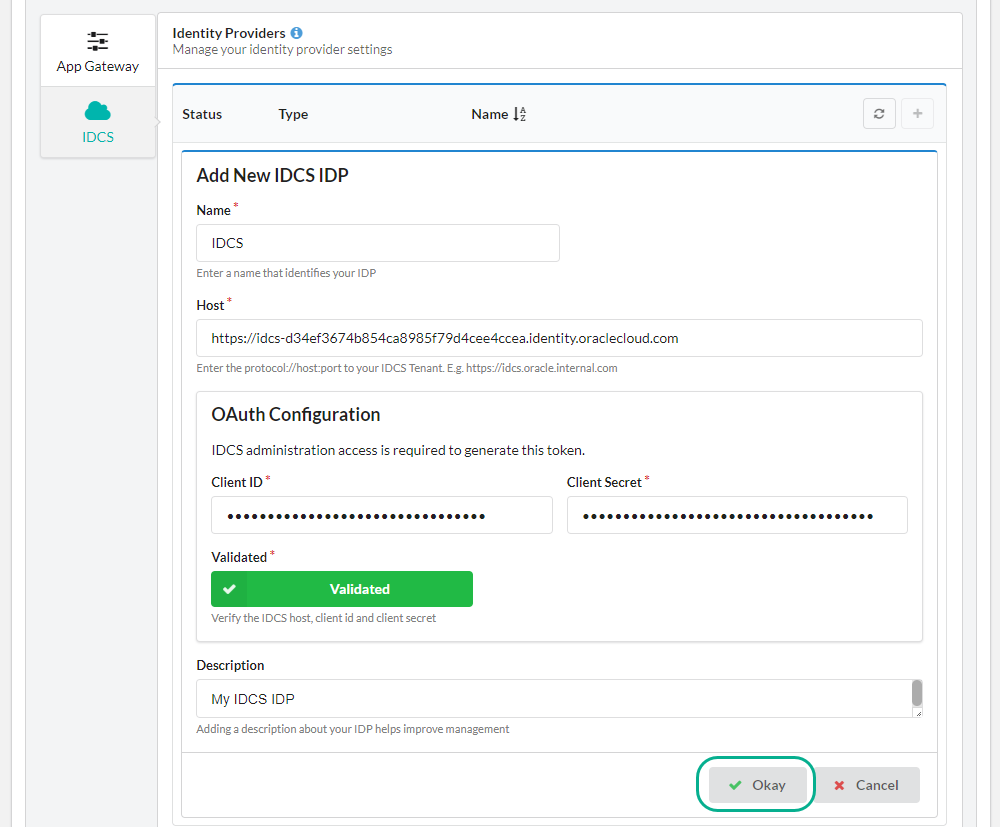 App Gateway
IDCS
Identity Providers
Manage your identity provider settings
Status Type Name
Add New IDCS IDP
Name *
IDCS
Enter a name that identifies your IDP
Host *
https://idcs-d34ef3674b854ca8985f79d4cee4ccea.identity.oraclecloud.com
Enter the protocol://host:port to your IDCS Tenant. E.g. https://idcs.oracle.internal.com
OAuth Configuration
IDCS administration access is required to generate this token.
Client ID * Client Secret *
Validated *
Validated
Verify the IDCS host, client id and client secret
Description
My IDCS IDP
Adding a description about your IDP helps improve management
Okay Cancel